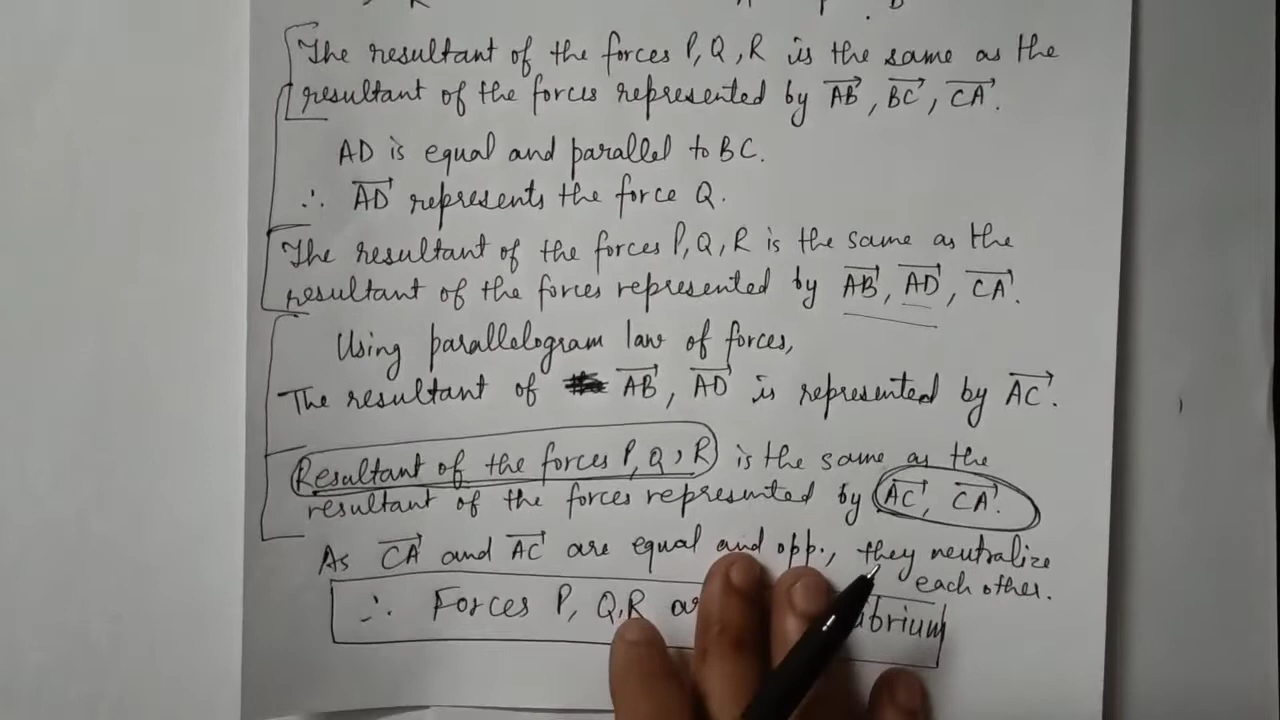 The resultant of the forces P, Q, R is the same as the
resultant of the forces represented by AB, BC, CA.
AD is equal and parallel to BC.
∴ AD represents the force Q.
The resultant of the forces P, Q, R is the same as the
resultant of the forces represented by AB, AD, CA.
Using parallelogram law of forces,
The resultant of AB, AD is represented by AC.
Resultant of the forces P, Q, R is the same as the
resultant of the forces represented by AC, CA.
As CA and AC are equal and opp., they neutralize
each other.
∴ Forces P, Q, R